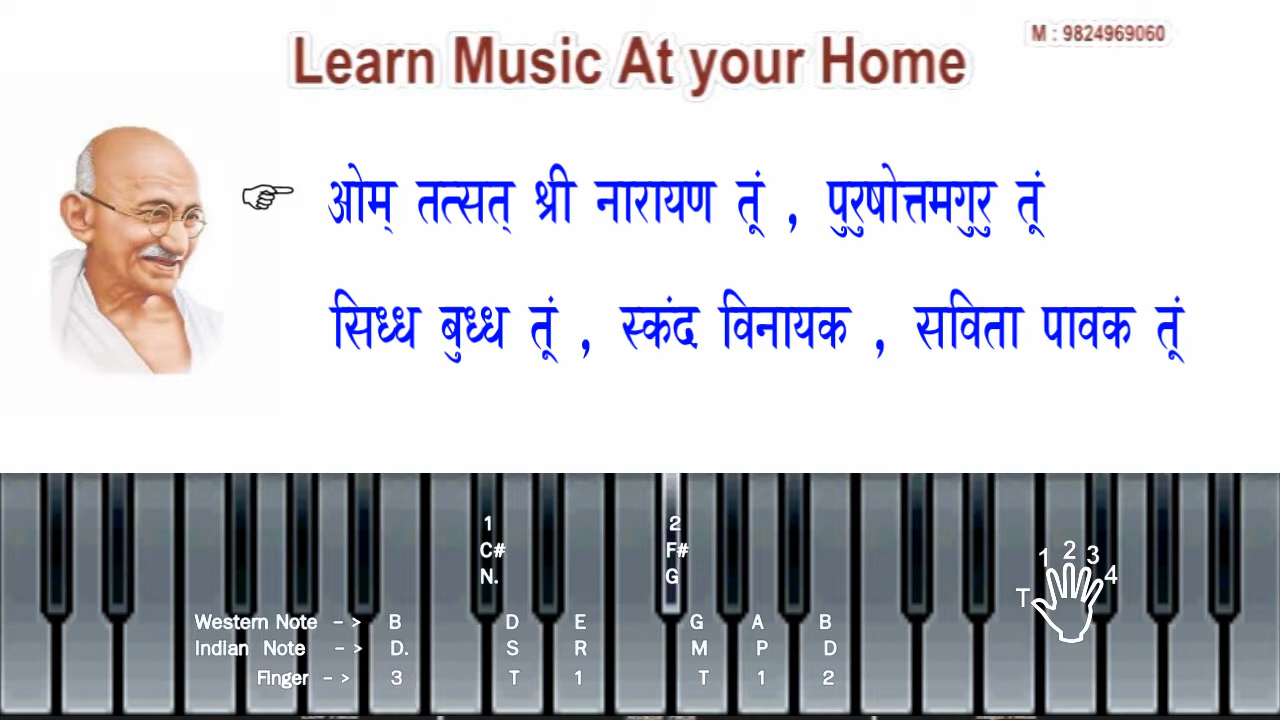 M : 9824969060
Learn Music At your Home
ओम् तत्सत् श्री नारायण तूं , पुरुषोत्तमगुरु तूं
सिध्ध बुध्ध तूं , स्कंद विनायक , सविता पावक तूं
1 2
C# F#
N. G
1 2 3 4
T
Western Note - > B D E G A B
Indian Note - > D. S R M P D
Finger - > 3 T 1 T 1 2